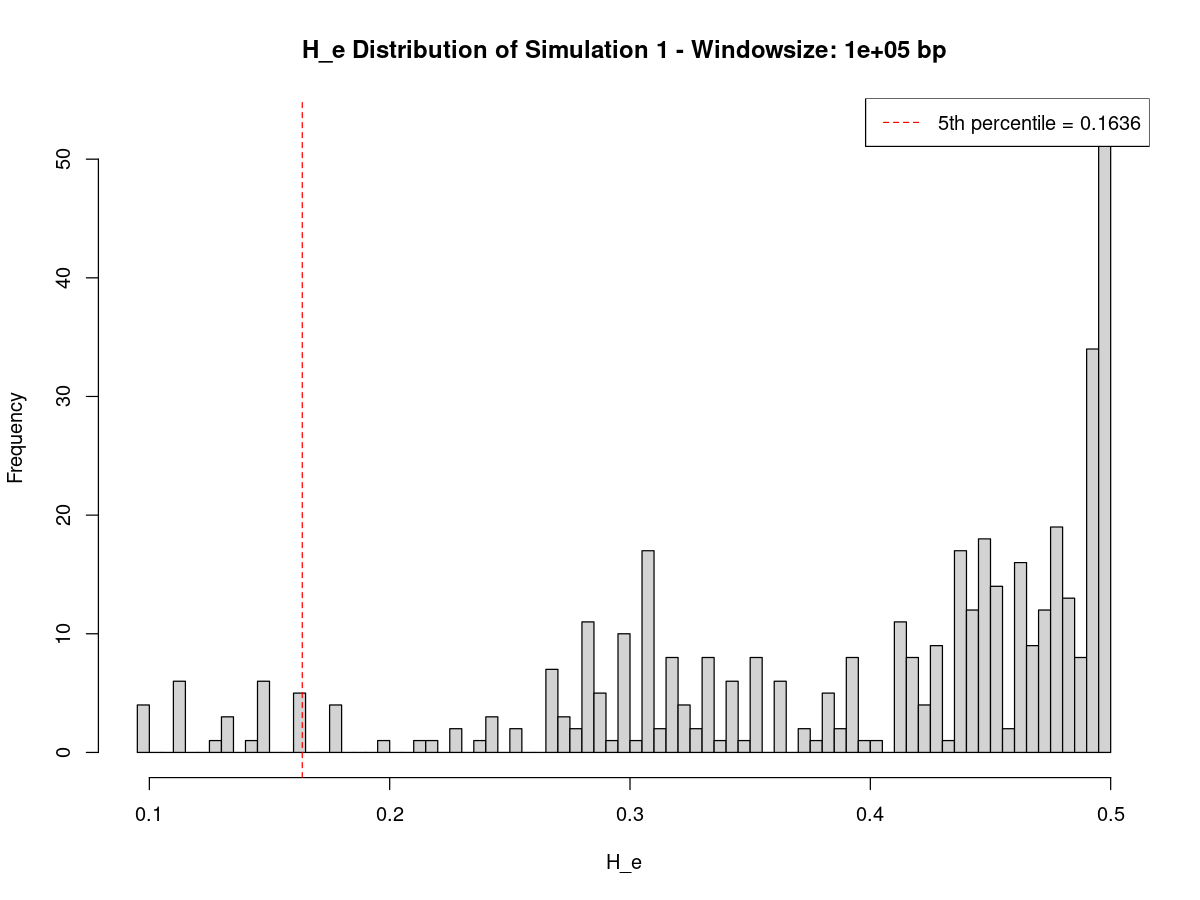 H_e Distribution of Simulation 1 - Windowsize: 1e+05 bp
5th percentile = 0.1636
50
40
30
20
10
0
Frequency
0.1 0.2 0.3 0.4 0.5
H_e